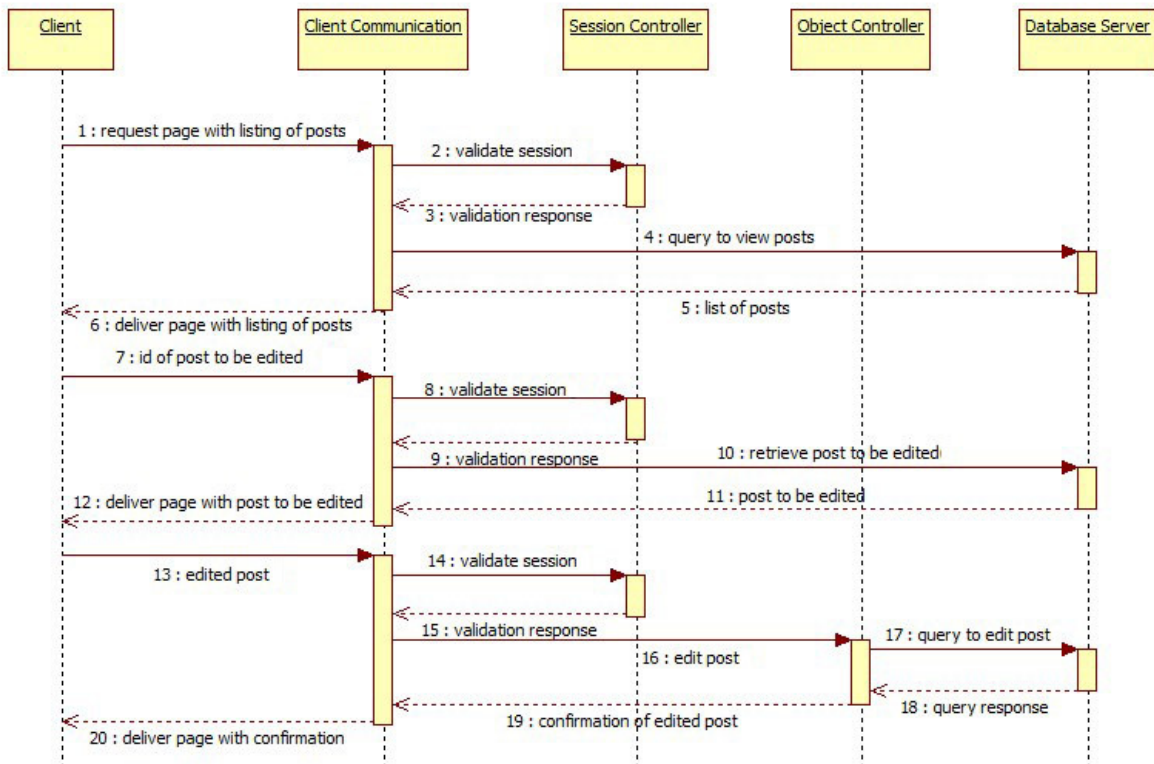 Client
Client Communication
Session Controller
Object Controller
Database Server
1 : request page with listing of posts
2 : validate session
3 : validation response
4 : query to view posts
5 : list of posts
6 : deliver page with listing of posts
7 : id of post to be edited
8 : validate session
9 : validation response
10 : retrieve post to be edited
11 : post to be edited
12 : deliver page with post to be edited
13 : edited post
14 : validate session
15 : validation response
16 : edit post
17 : query to edit post
18 : query response
19 : confirmation of edited post
20 : deliver page with confirmation